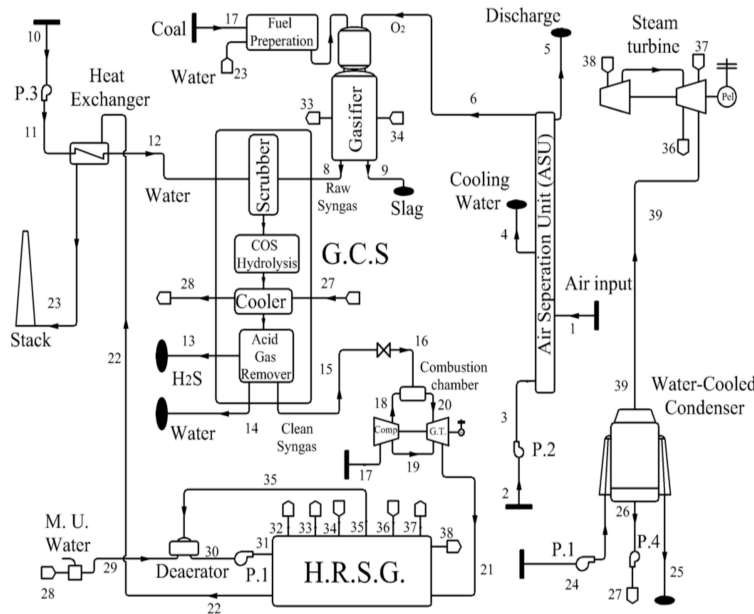 10
17
Coal
Fuel
Preperation
Water
23
O₂
Discharge
5
Steam
turbine
38
37
Pel
36
Heat
Exchanger
P.3
11
12
Water
33
Gasifier
34
6
8
9
Raw
Syngas
Slag
Scrubber
COS
Hydrolysis
G.C.S
28
Cooler
27
Acid
Gas
Remover
13
H2S
14
Water
Clean
Syngas
15
16
Combustion
chamber
18
20
Comp
G.T.
19
17
Cooling
Water
4
Air Seperation Unit (ASU)
Air input
1
3
P.2
2
39
39
Water-Cooled
Condenser
26
P.1
24
P.4
27
25
23
Stack
22
35
M. U.
Water
28
29
Deaerator
30
31
P.1
32
33
34
35
36
37
38
H.R.S.G.
21
22